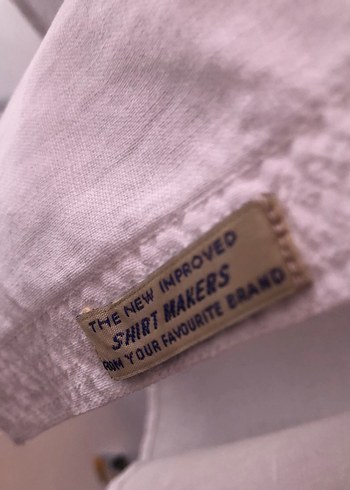 THE NEW IMPROVED
SHIRT MAKERS
ROM YOUR FAVOURITE BRAND